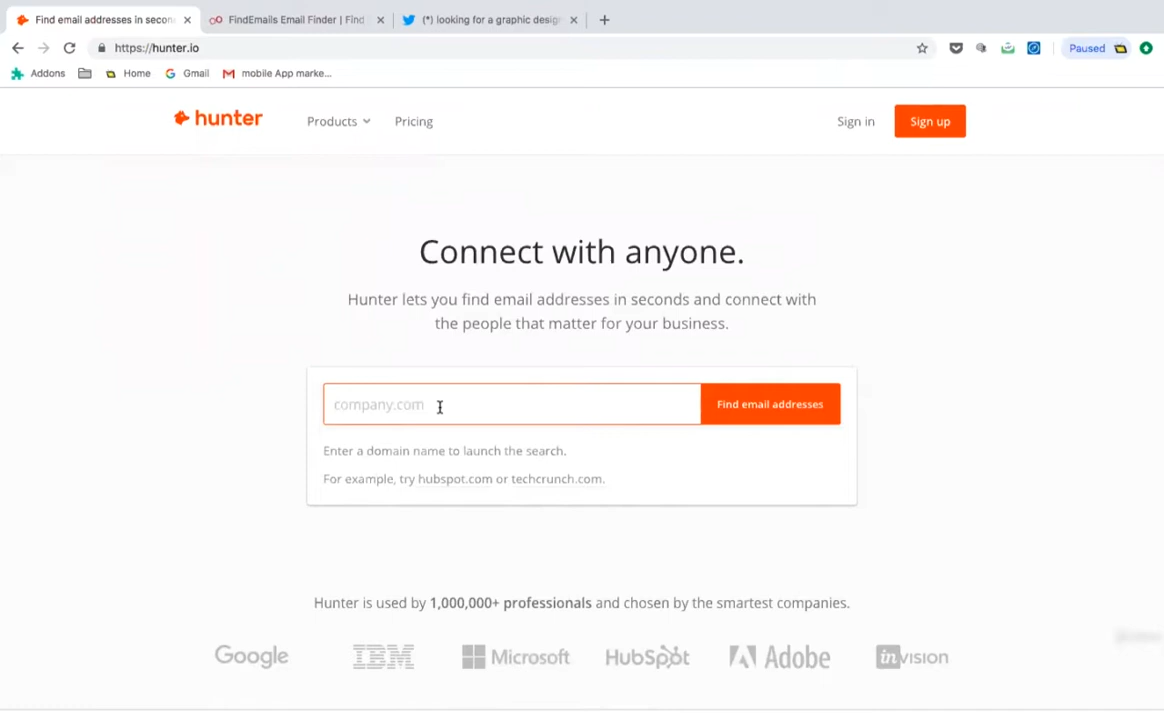 Find email addresses in secon
FindEmails Email Finder | Find
(*) looking for a graphic desig
https://hunter.io
Paused
Addons
Home
Gmail
mobile App marke...
hunter
Products
Pricing
Sign in
Sign up
Connect with anyone.
Hunter lets you find email addresses in seconds and connect with
the people that matter for your business.
company.com
Find email addresses
Enter a domain name to launch the search.
For example, try hubspot.com or techcrunch.com.
Hunter is used by 1,000,000+ professionals and chosen by the smartest companies.
Google
IBM
Microsoft
HubSpot
Adobe
invision